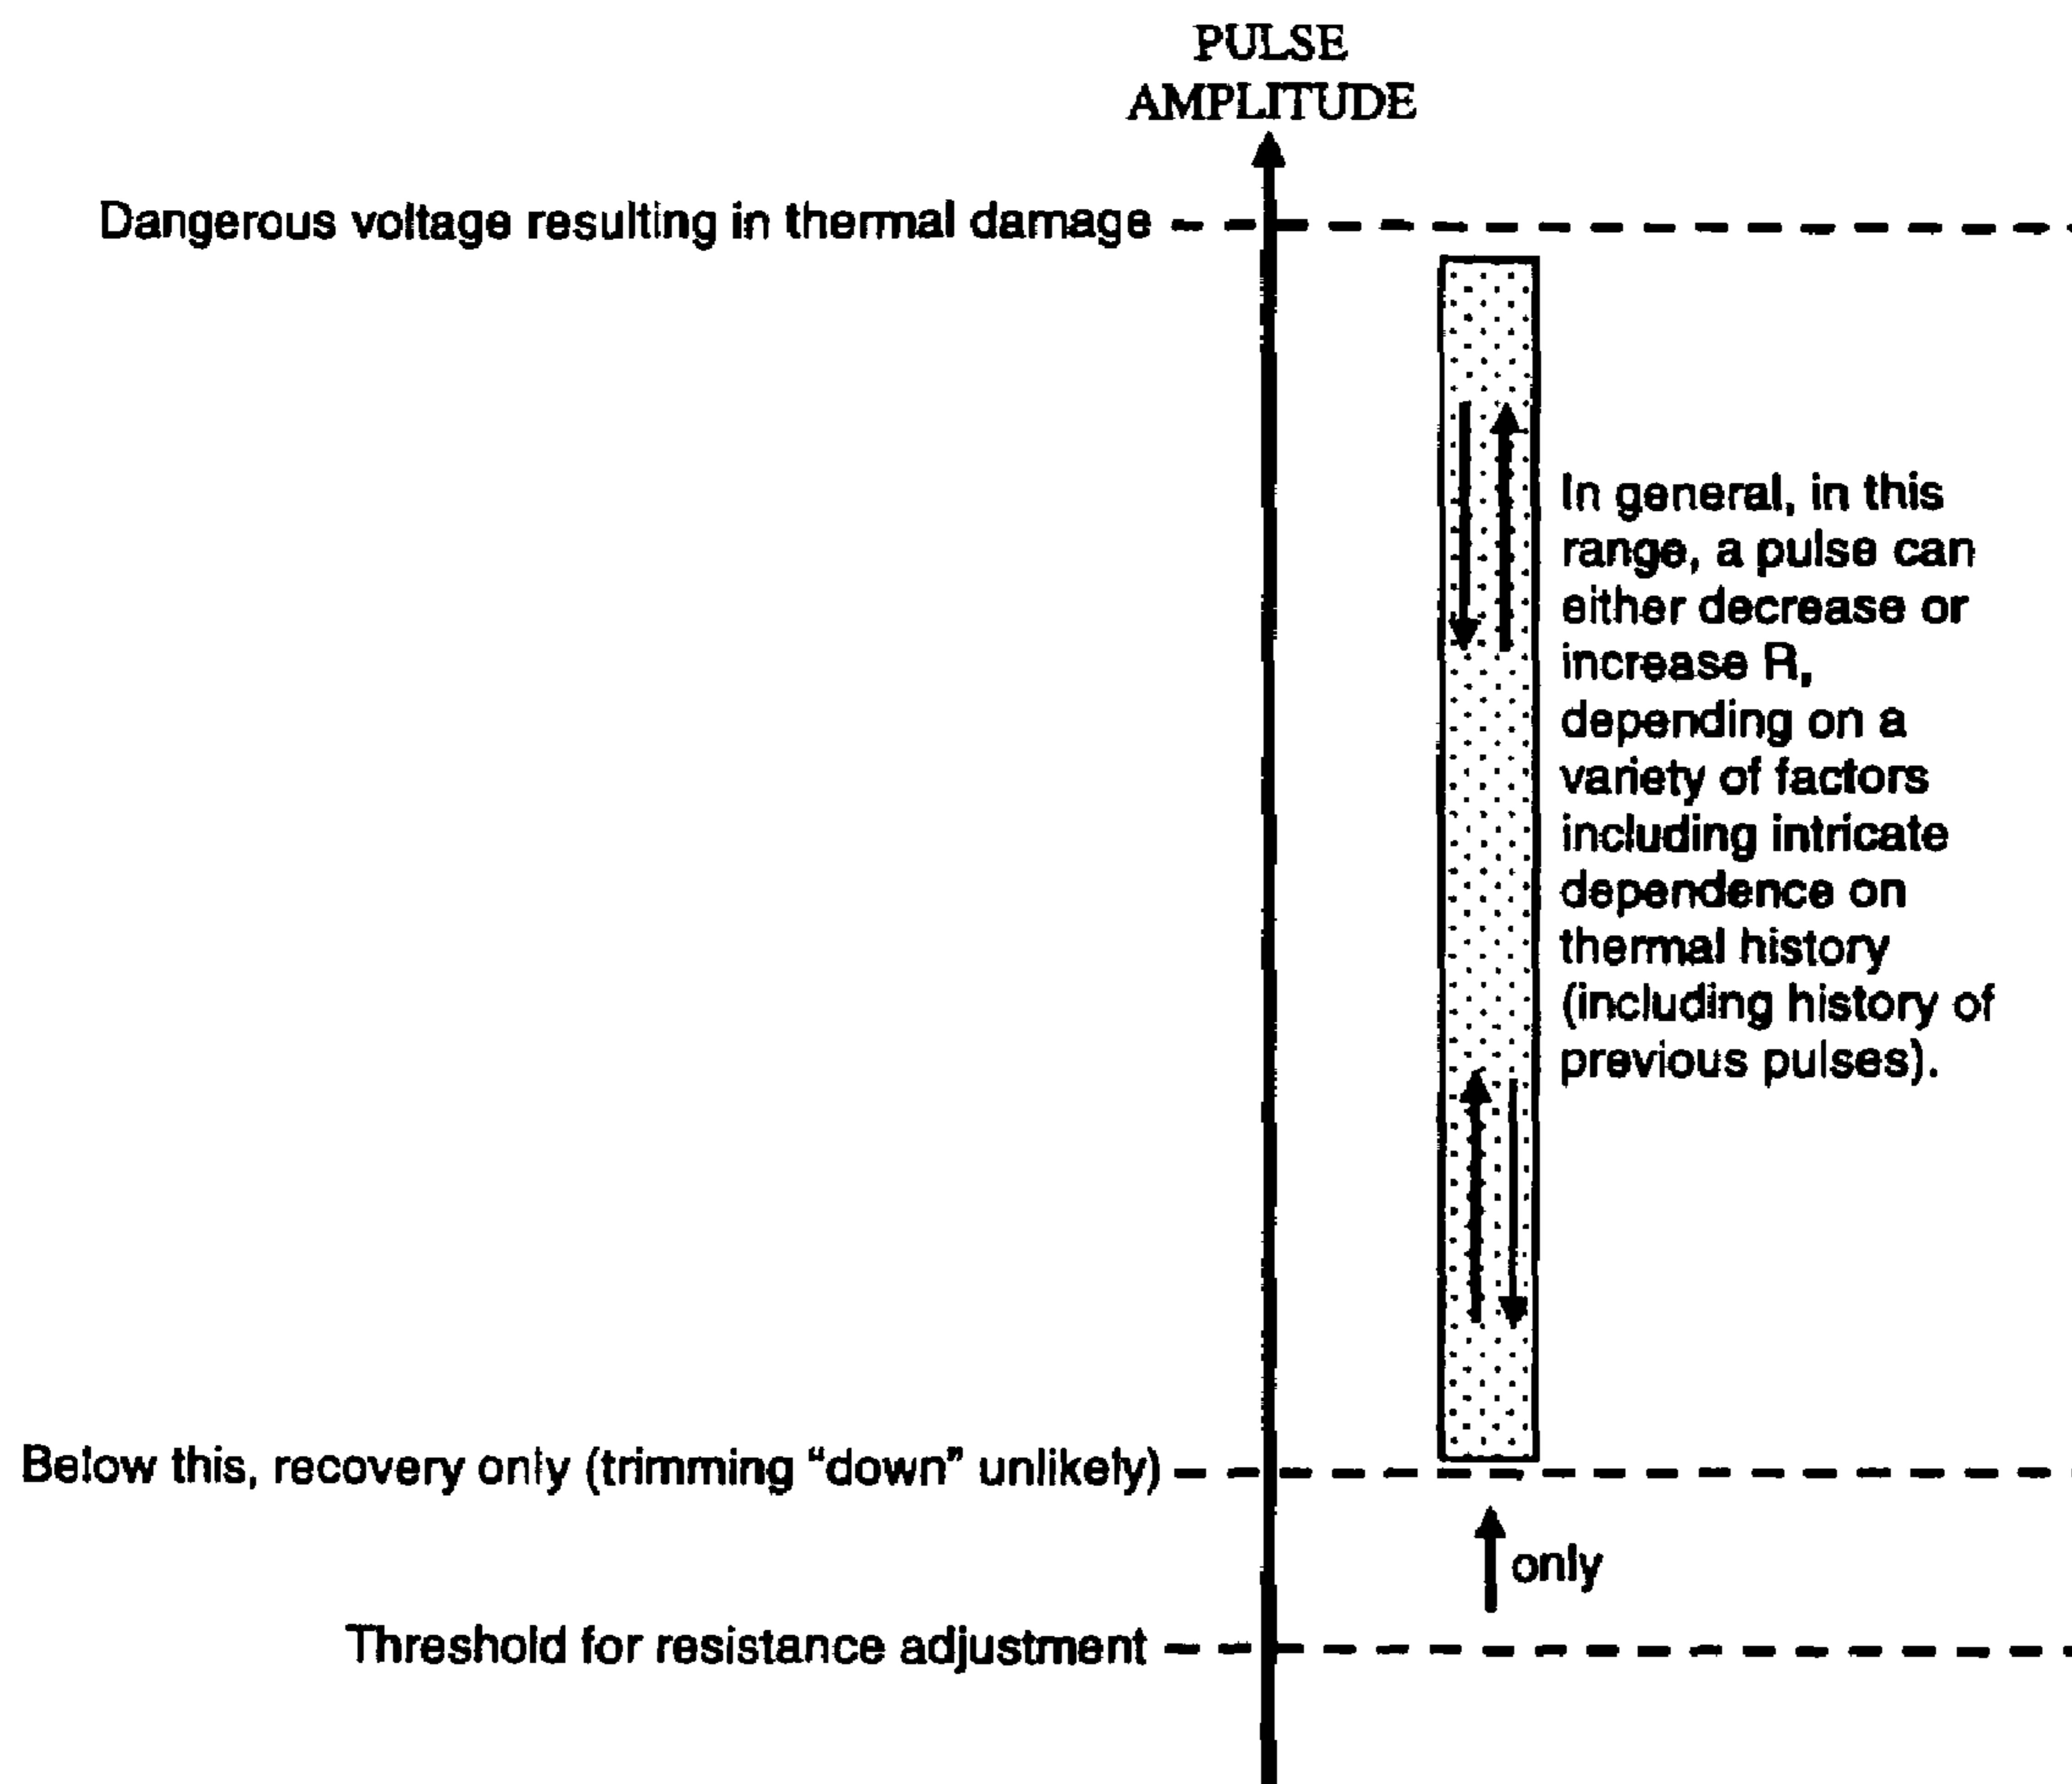 PULSE
AMPLITUDE
Dangerous voltage resulting in thermal damage
In general, in this
range, a pulse can
either decrease or
increase R,
depending on a
variety of factors
including intricate
dependence on
thermal history
(including history of
previous pulses).
Below this, recovery only (trimming “down” unlikely)
only
Threshold for resistance adjustment